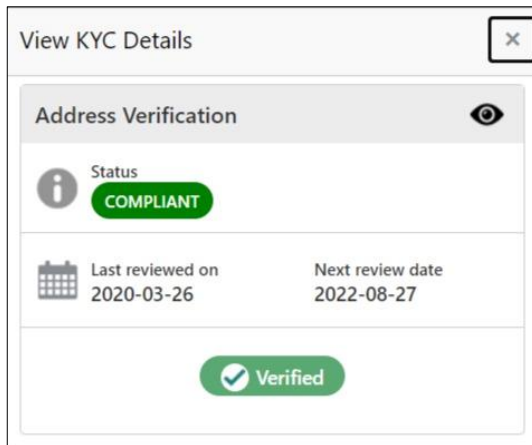 View KYC Details
Address Verification
Status
COMPLIANT
Last reviewed on Next review date
2020-03-26 2022-08-27
Verified